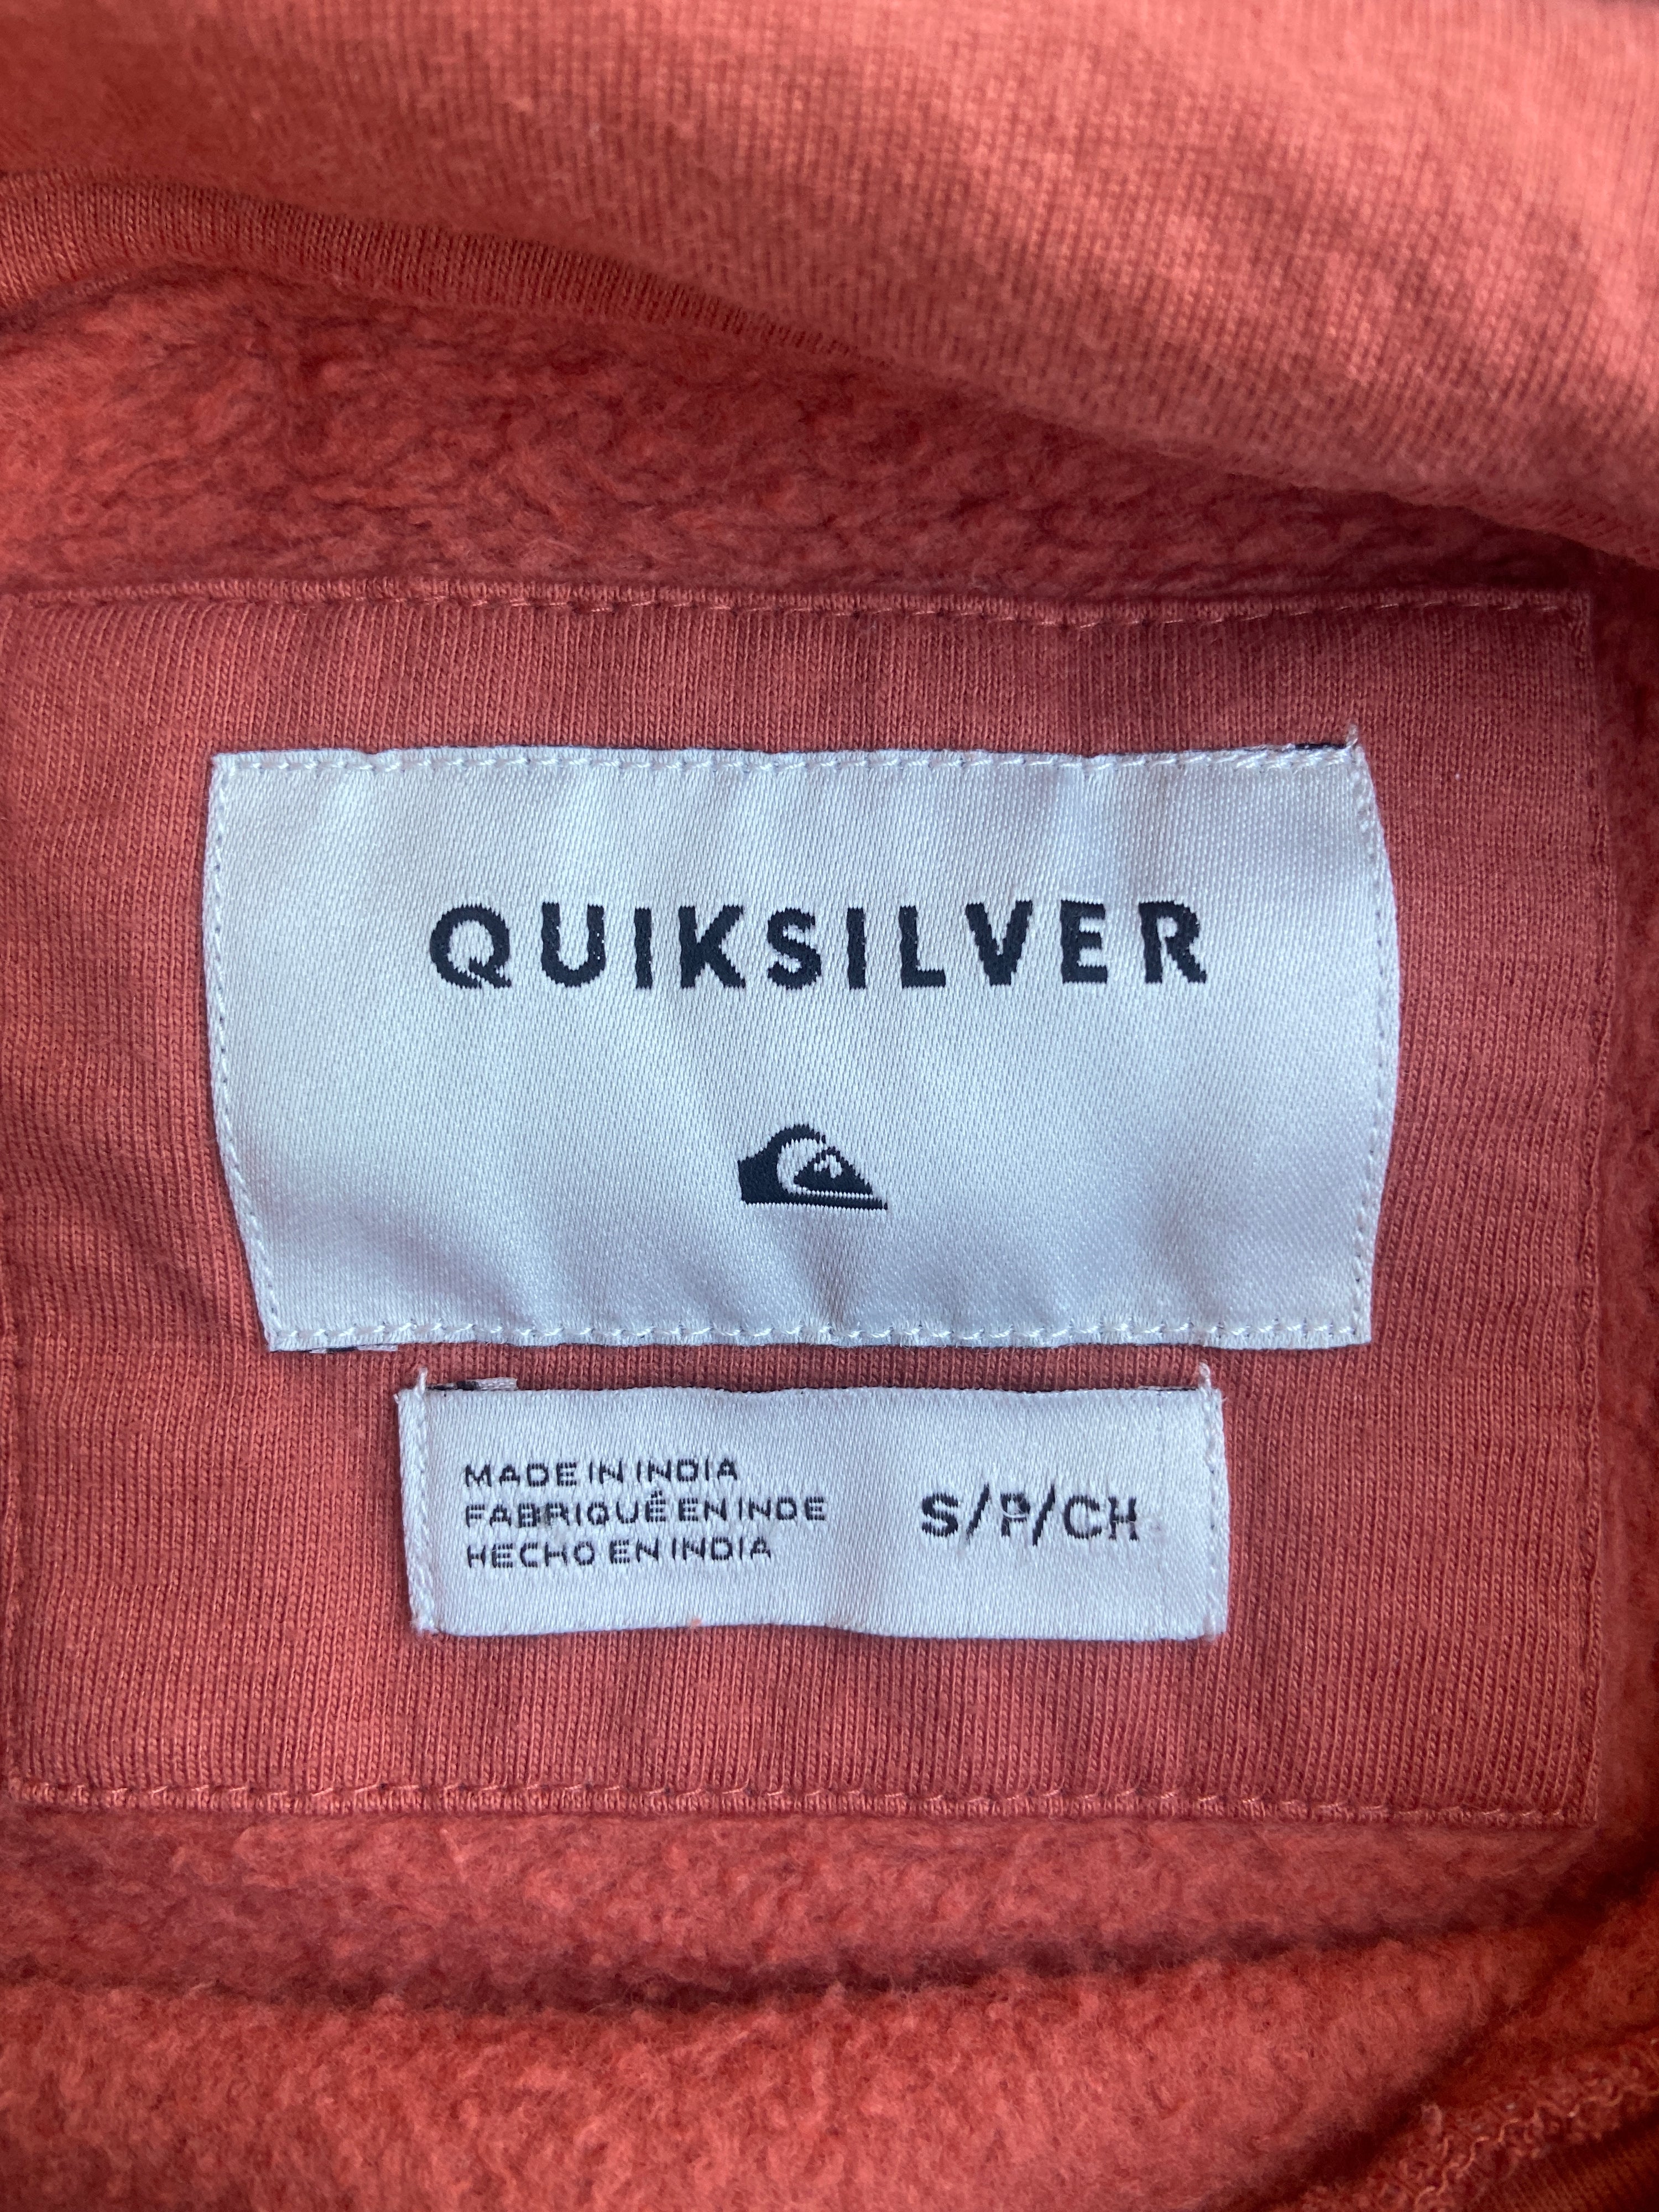 QUIKSILVER
MADE IN INDIA
FABRIQUÉ EN INDE
HECHO EN INDIA
S/P/CH